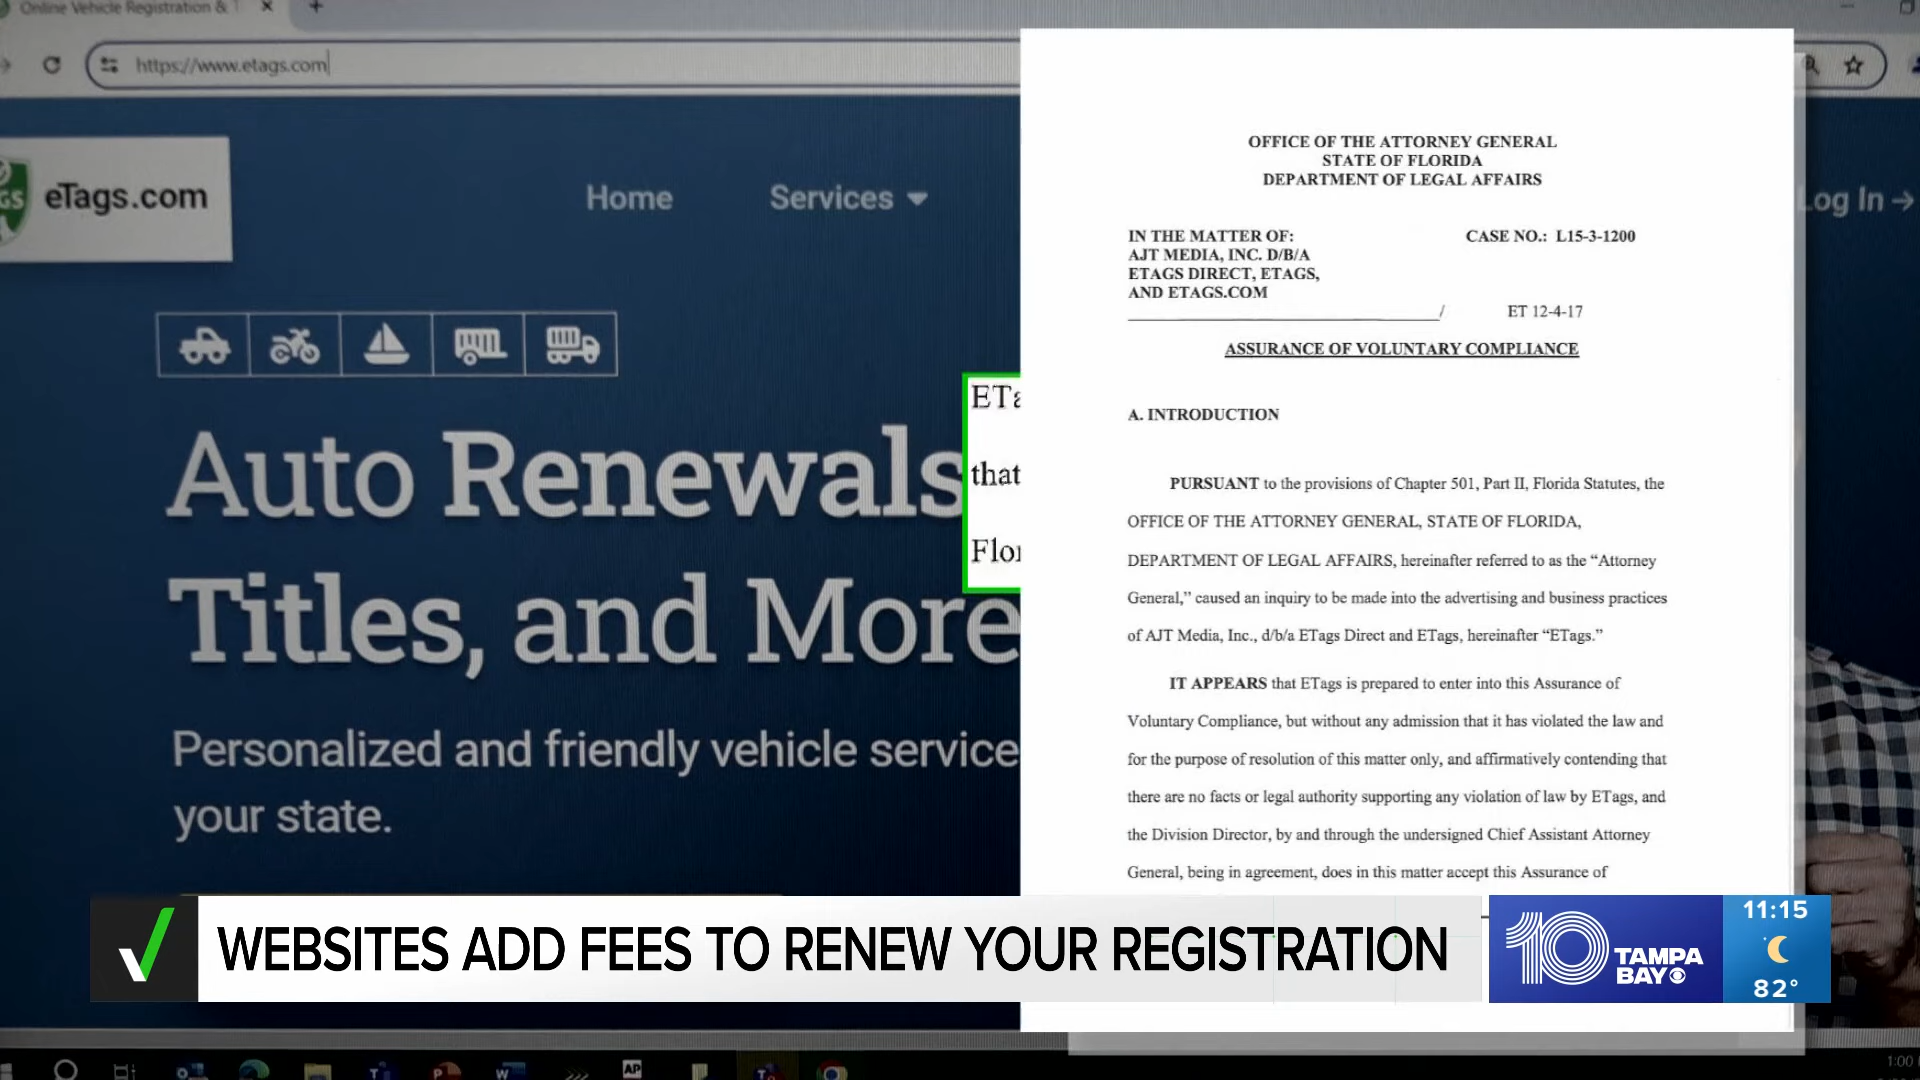 Online Vehicle Registration &
https://www.etags.com
eTags.com
Home
Services
Log In
Auto Renewals
Titles, and More
Personalized and friendly vehicle service
your state.
that
OFFICE OF THE ATTORNEY GENERAL
STATE OF FLORIDA
DEPARTMENT OF LEGAL AFFAIRS
IN THE MATTER OF:
CASE NO.: L15-3-1200
AJT MEDIA, INC. D/B/A
ETAGS DIRECT, ETAGS,
AND ETAGS.COM
/
ET 12-4-17
ASSURANCE OF VOLUNTARY COMPLIANCE
A. INTRODUCTION
PURSUANT to the provisions of Chapter 501, Part II, Florida Statutes, the
OFFICE OF THE ATTORNEY GENERAL, STATE OF FLORIDA,
DEPARTMENT OF LEGAL AFFAIRS, hereinafter referred to as the “Attorney
General,” caused an inquiry to be made into the advertising and business practices
of AJT Media, Inc., d/b/a ETags Direct and ETags, hereinafter “ETags.”
IT APPEARS that ETags is prepared to enter into this Assurance of
Voluntary Compliance, but without any admission that it has violated the law and
for the purpose of resolution of this matter only, and affirmatively contending that
there are no facts or legal authority supporting any violation of law by ETags, and
the Division Director, by and through the undersigned Chief Assistant Attorney
General, being in agreement, does in this matter accept this Assurance of
WEBSITES ADD FEES TO RENEW YOUR REGISTRATION
10 TAMPA BAY
11:15
82°
AP
1:00